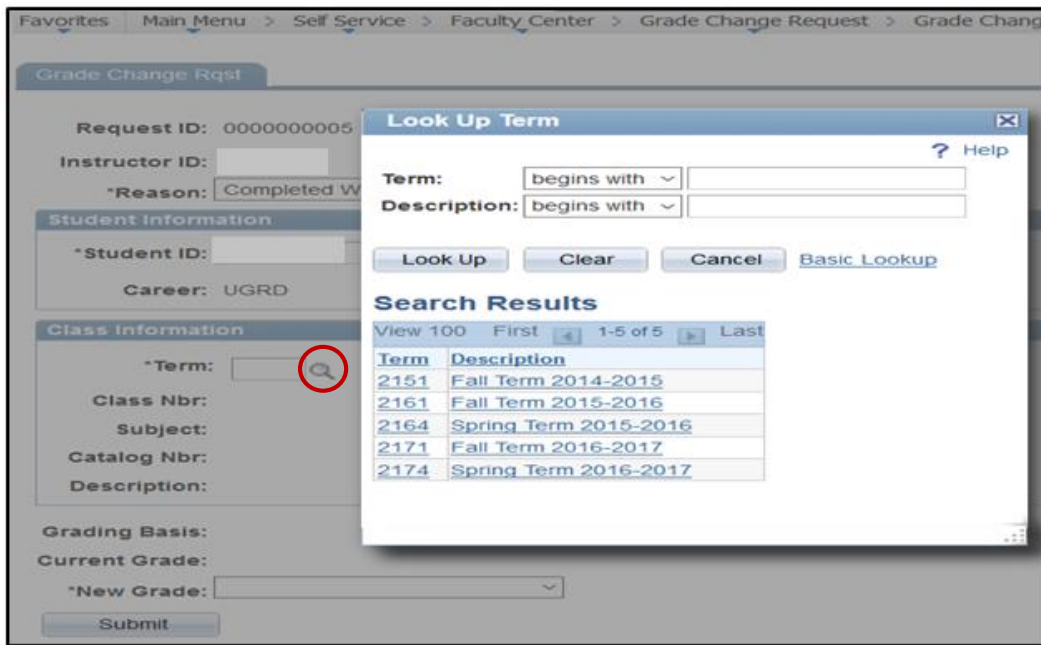 Favorites Main Menu > Self Service > Faculty Center > Grade Change Request > Grade Chang
Grade Change Rqst
Request ID: 0000000005
Instructor ID:
*Reason: Completed W
Student Information
*Student ID:
Career: UGRD
Class Information
*Term:
Class Nbr:
Subject:
Catalog Nbr:
Description:
Grading Basis:
Current Grade:
*New Grade:
Submit
Look Up Term
? Help
Term: begins with
Description: begins with
Look Up Clear Cancel Basic Lookup
Search Results
View 100 First 1-5 of 5 Last
Term Description
2151 Fall Term 2014-2015
2161 Fall Term 2015-2016
2164 Spring Term 2015-2016
2171 Fall Term 2016-2017
2174 Spring Term 2016-2017